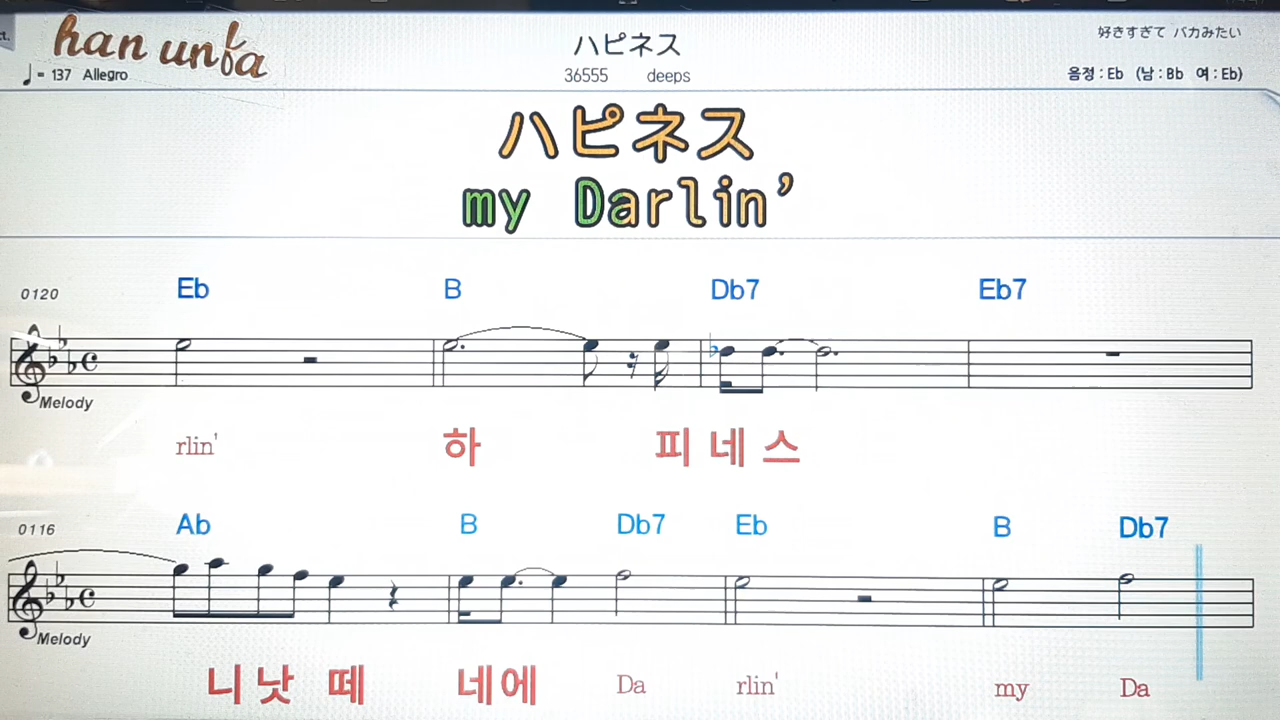 ct.
han unfa
ハピネス
好きすぎて バカみたい
♩= 137 Allegro
36555 deeps
음정 : Eb (남 : Bb 여 : Eb)
ハピネス
my Darlin’
0120
Eb B Db7 Eb7
Melody
rlin' 하 피 네 스
0116
Ab B Db7 Eb B Db7
Melody
니 낫 떼 네 에 Da rlin' my Da